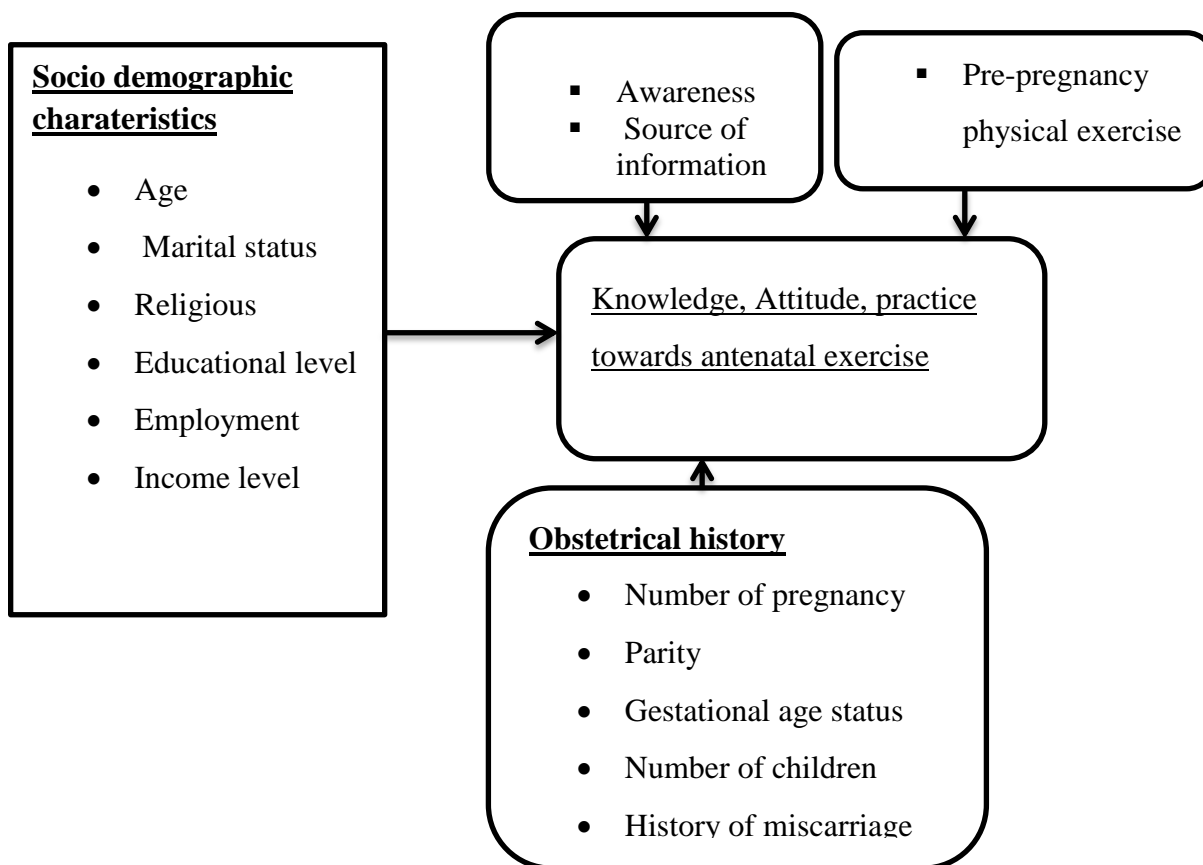 Socio demographic
charateristics
• Age
• Marital status
• Religious
• Educational level
• Employment
• Income level
▪ Awareness
▪ Source of
information
▪ Pre-pregnancy
physical exercise
Knowledge, Attitude, practice
towards antenatal exercise
Obstetrical history
• Number of pregnancy
• Parity
• Gestational age status
• Number of children
• History of miscarriage